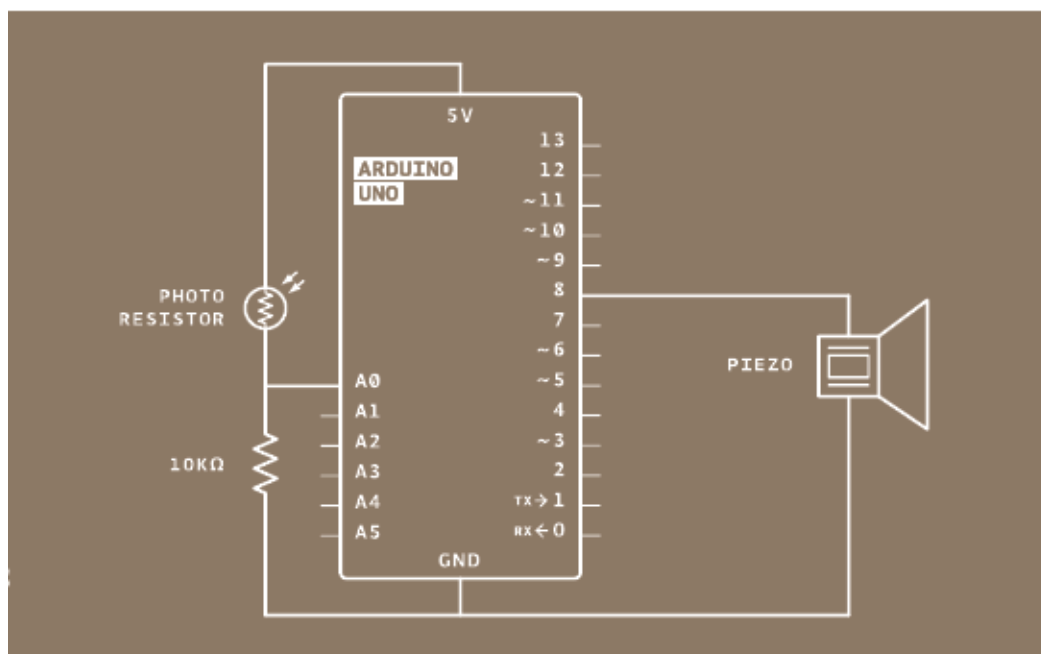 5V
ARDUINO
UNO
13
12
~11
~10
~9
8
7
~6
~5
4
~3
2
TX→1
RX←0
PHOTO
RESISTOR
A0
A1
A2
A3
A4
A5
10KΩ
GND
PIEZO